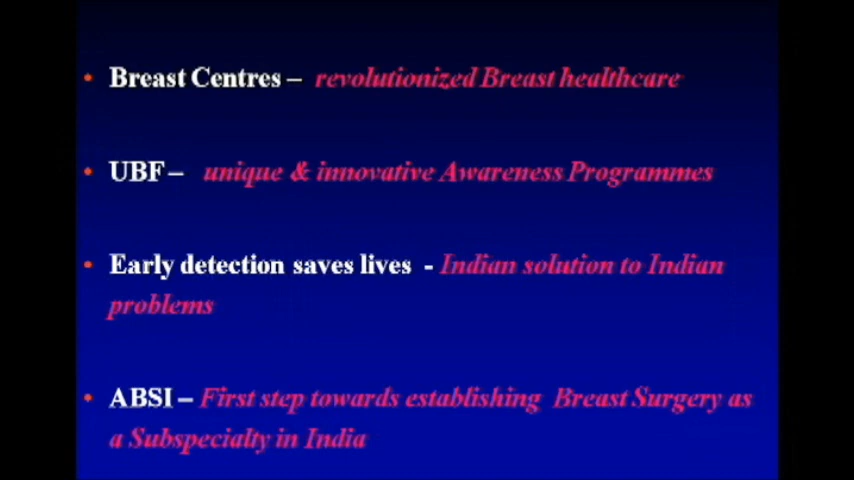 • Breast Centres – revolutionized Breast healthcare
• UBF – unique & innovative Awareness Programmes
• Early detection saves lives - Indian solution to Indian
problems
• ABSI – First step towards establishing Breast Surgery as
a Subspecialty in India